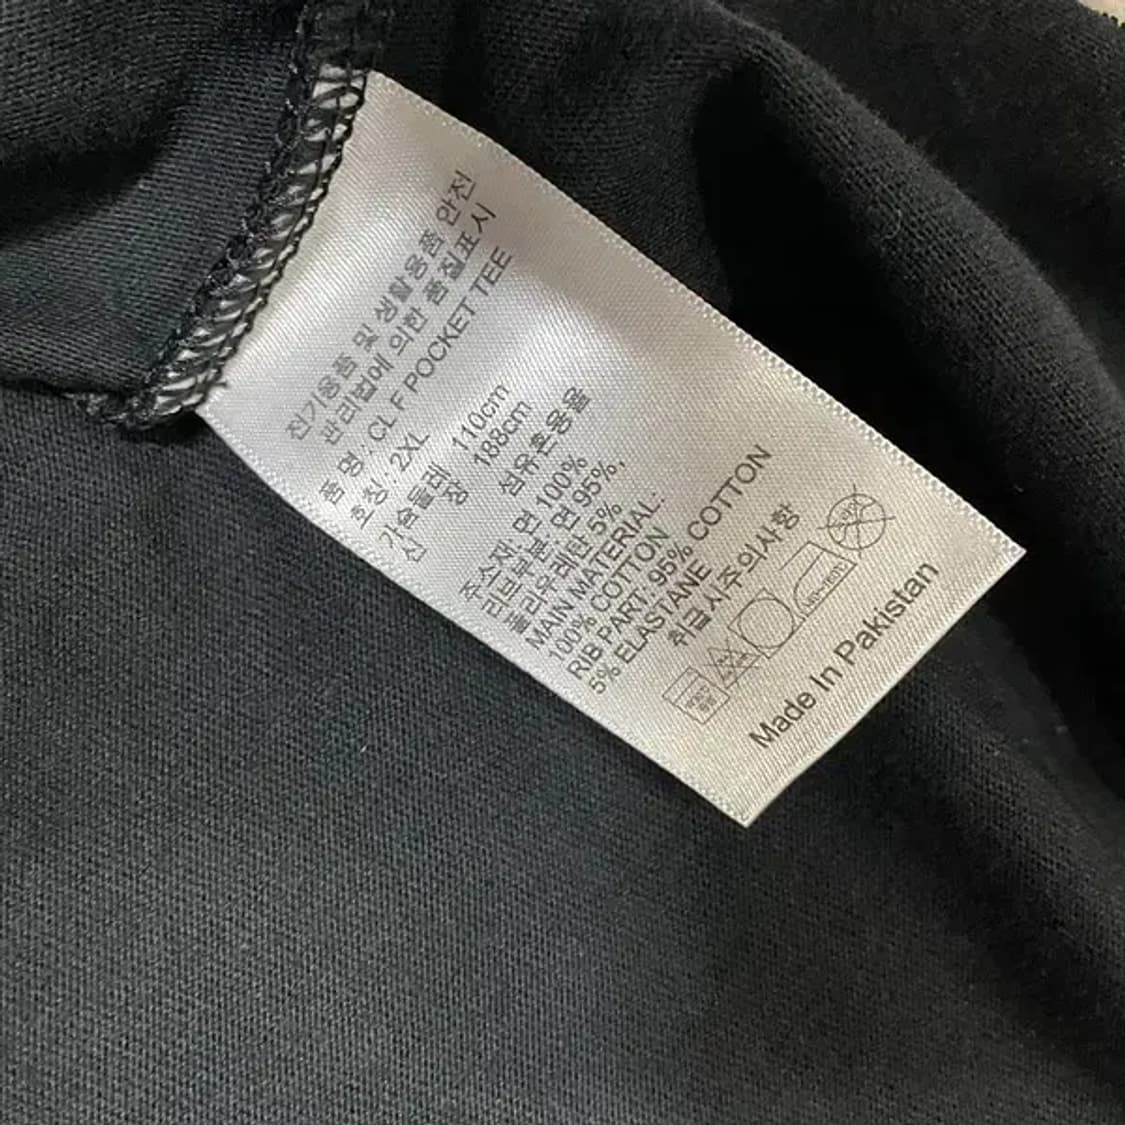 전기용품 및 생활용품 안전
관리법에 의한 품질표시
품 명 : CLF POCKET TEE
호칭 : 2XL
가슴둘레 110cm
신 장 188cm
섬유혼용율
주소재. 면 100%
리브부분. 면 95%,
폴리우레탄 5%
MAIN MATERIAL:
100% COTTON
RIB PART: 95% COTTON
5% ELASTANE
취급시주의사항
Made In Pakistan